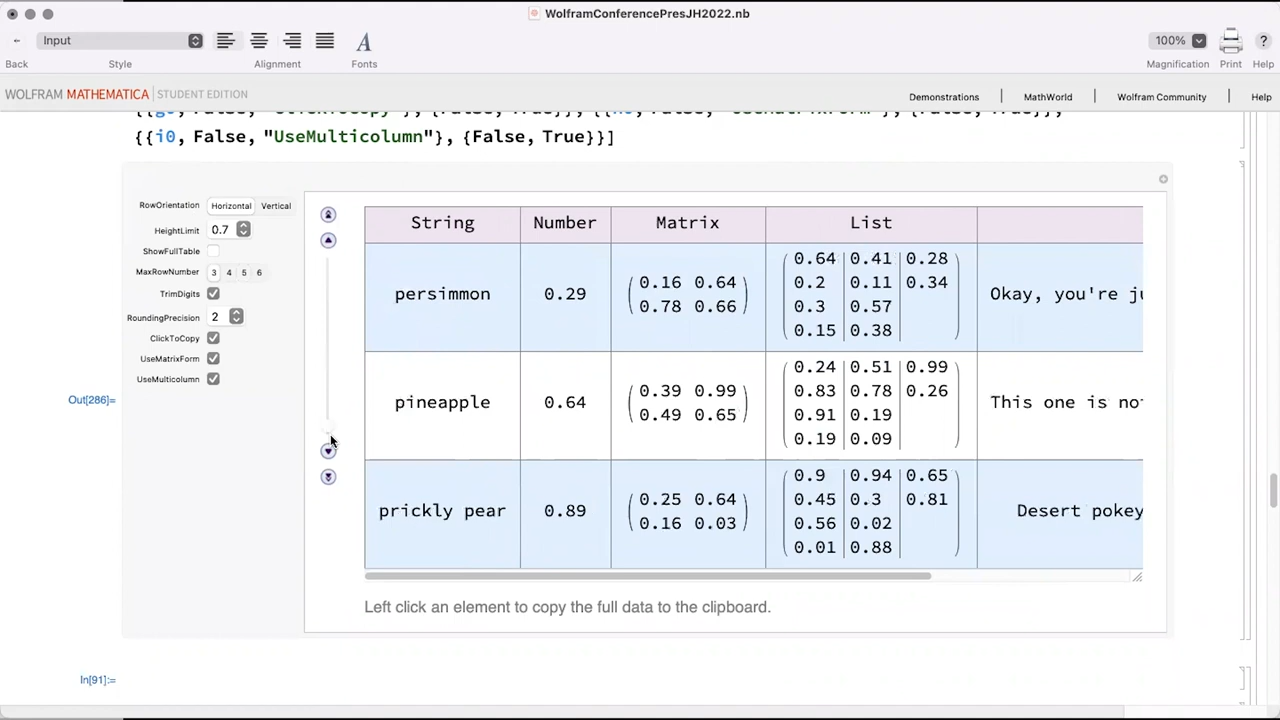 WolframConferencePresJH2022.nb
Input
100%
Back
Style
Alignment
Fonts
Magnification
Print
Help
WOLFRAM MATHEMATICA | STUDENT EDITION
Demonstrations
MathWorld
Wolfram Community
Help
{{i0, False, "UseMulticolumn"}, {False, True}}]
RowOrientation Horizontal Vertical
HeightLimit 0.7
ShowFullTable
MaxRowNumber 3 4 5 6
TrimDigits
RoundingPrecision 2
ClickToCopy
UseMatrixForm
UseMulticolumn
Out[286]=
String Number Matrix List
persimmon 0.29
0.16 0.64
0.78 0.66
0.64 0.41 0.28
0.2 0.11 0.34
0.3 0.57
0.15 0.38
Okay, you're ju
pineapple 0.64
0.39 0.99
0.49 0.65
0.24 0.51 0.99
0.83 0.78 0.26
0.91 0.19
0.19 0.09
This one is no
prickly pear 0.89
0.25 0.64
0.16 0.03
0.9 0.94 0.65
0.45 0.3 0.81
0.56 0.02
0.01 0.88
Desert pokey
Left click an element to copy the full data to the clipboard.
In[91]:=